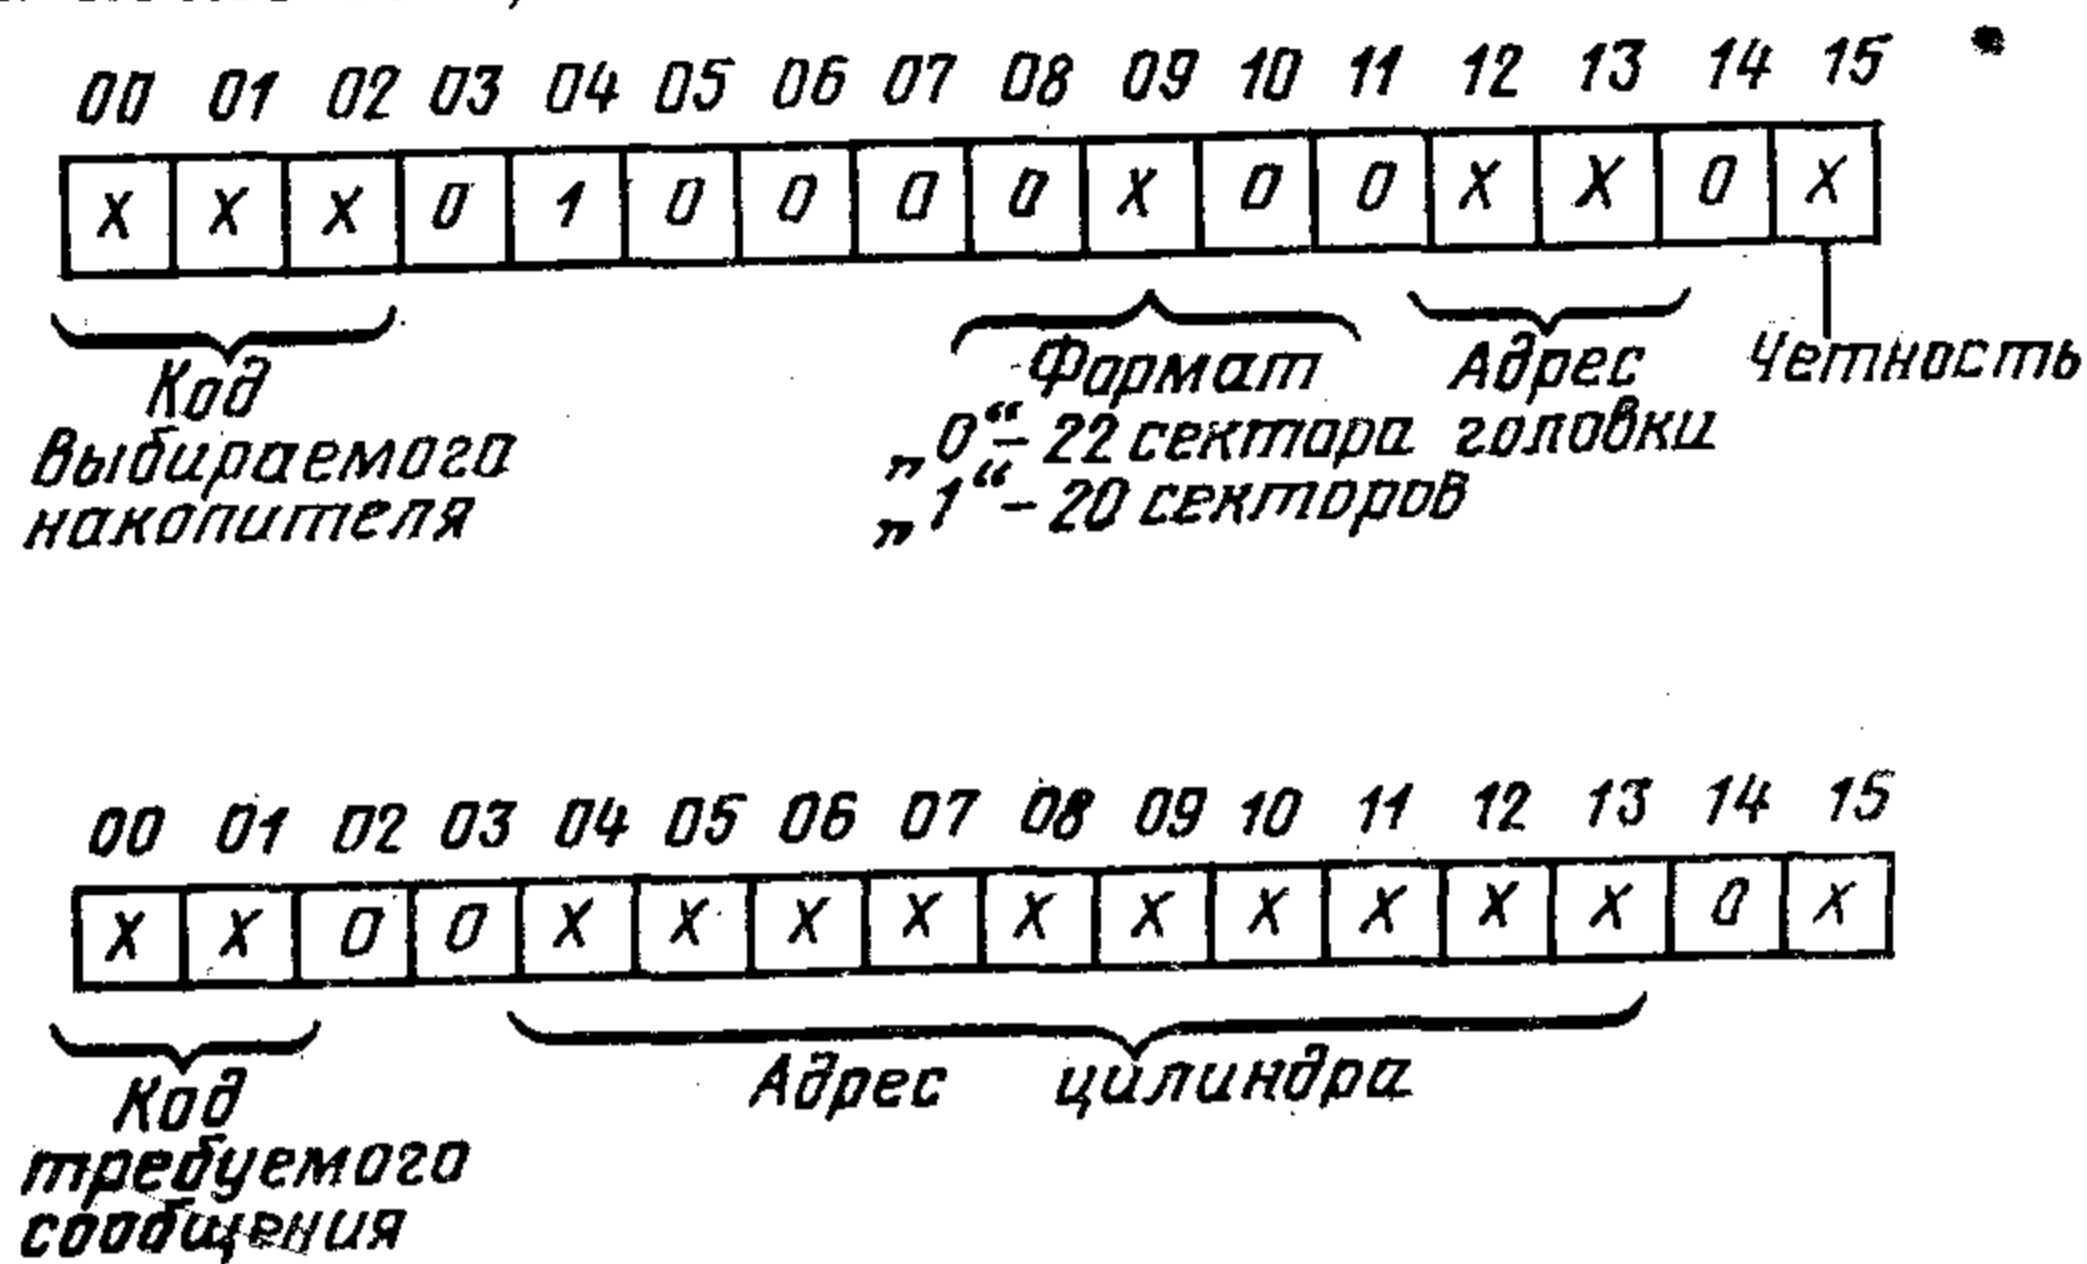 00 01 02 03 04 05 06 07 08 09 10 11 12 13 14 15
X X X 0 1 0 0 0 0 X 0 0 X X 0 X
Код
выбираемого
накопителя
Формат
„0“ – 22 сектора
„1“ – 20 секторов
Адрес
головки
Четность
00 01 02 03 04 05 06 07 08 09 10 11 12 13 14 15
X X 0 0 X X X X X X X X X X 0 X
Код
требуемого
сообщения
Адрес цилиндра